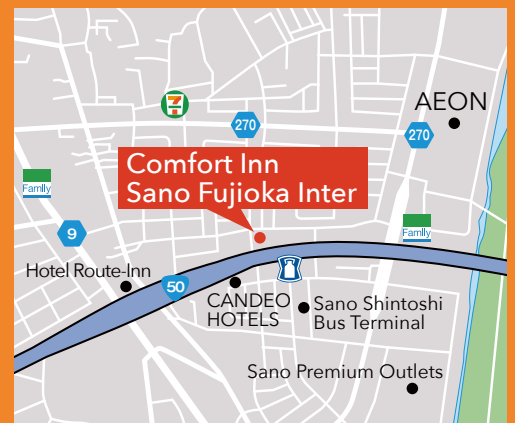 AEON
270
270
Comfort Inn
Sano Fujioka Inter
Family
Family
9
Hotel Route-Inn
50
CANDEO
HOTELS
Sano Shintoshi
Bus Terminal
Sano Premium Outlets